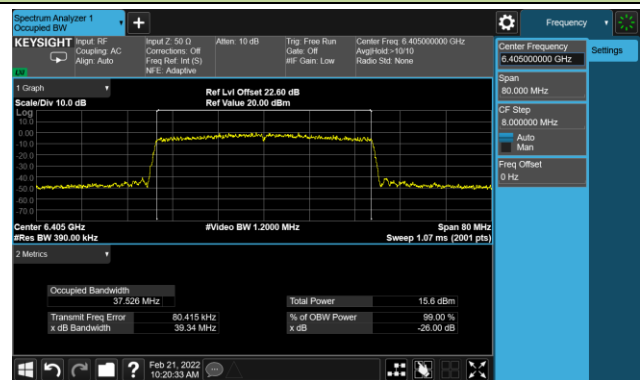 Spectrum Analyzer 1
Occupied BW
Frequency
KEYSIGHT
Input: RF
Coupling: AC
Align: Auto
Input Z: 50 Ω
Corrections: Off
Freq Ref: Int (S)
NFE: Adaptive
Atten: 10 dB
Trig: Free Run
Gate: Off
#IF Gain: Low
Center Freq: 6.405000000 GHz
Avg|Hold:>10/10
Radio Std: None
Center Frequency
6.405000000 GHz
Settings
Span
80.000 MHz
CF Step
8.000000 MHz
Auto
Man
Freq Offset
0 Hz
1 Graph
Scale/Div 10.0 dB
Ref Lvl Offset 22.60 dB
Ref Value 20.00 dBm
Log
10.0
0.00
-10.0
-20.0
-30.0
-40.0
-50.0
-60.0
-70.0
Center 6.405 GHz
#Res BW 390.00 kHz
#Video BW 1.2000 MHz
Span 80 MHz
Sweep 1.07 ms (2001 pts)
2 Metrics
Occupied Bandwidth
37.526 MHz
Total Power 15.6 dBm
Transmit Freq Error 80.415 kHz
% of OBW Power 99.00 %
x dB Bandwidth 39.34 MHz
x dB -26.00 dB
Feb 21, 2022
10:20:33 AM